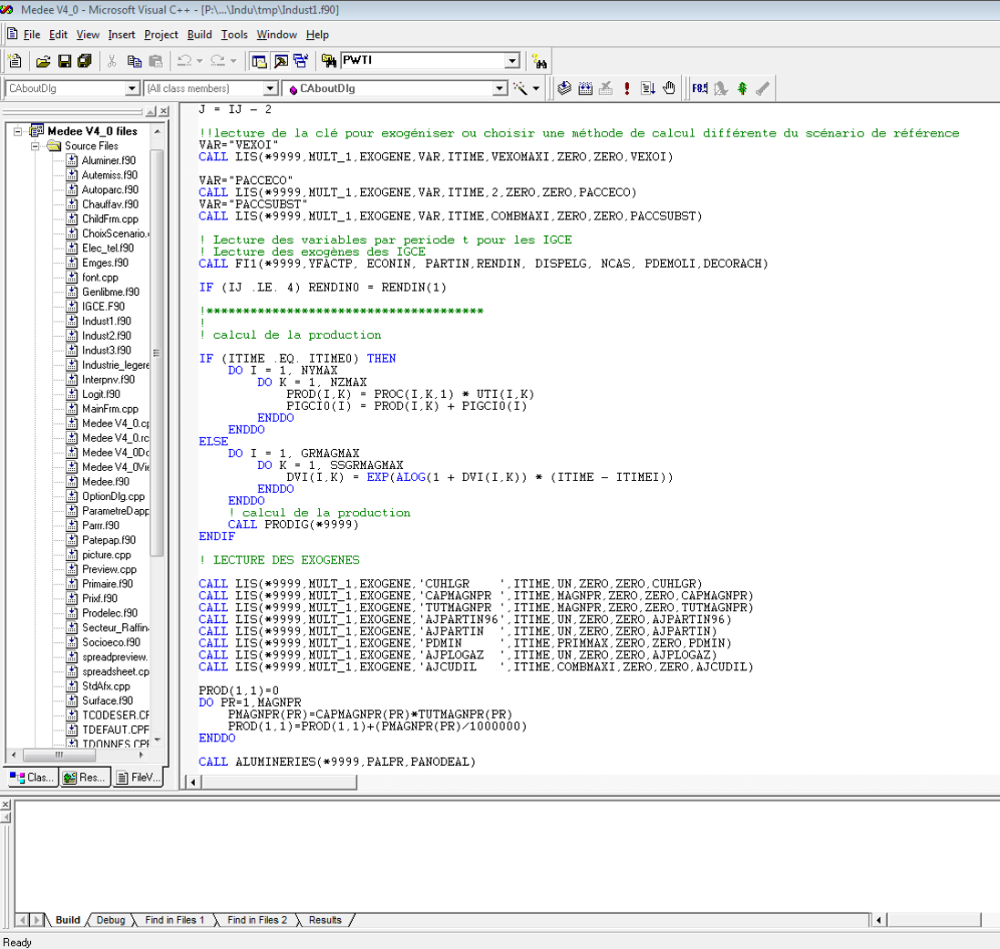 Medee V4_0 - Microsoft Visual C++ - [P:\...\Indu\tmp\Indust1.f90]
File Edit View Insert Project Build Tools Window Help
PWTI
CAboutDlg
(All class members)
CAboutDlg
Medee V4_0 files
Source Files
Aluminer.f90
Autemiss.f90
Autoparc.f90
Chauffav.f90
ChildFrm.cpp
ChoixScenario.
Elec_tel.f90
Emges.f90
font.cpp
Genlibme.f90
IGCE.F90
Indust1.f90
Indust2.f90
Indust3.f90
Industrie_legere
Interpnv.f90
Logit.f90
MainFrm.cpp
Medee V4_0.cp
Medee V4_0.rc
Medee V4_0Do
Medee V4_0Vie
Medee.f90
OptionDlg.cpp
ParametreDapp
Parrr.f90
Patepap.f90
picture.cpp
Preview.cpp
Primaire.f90
Prixf.f90
Prodelec.f90
Secteur_Raffina
Socioeco.f90
spreadpreview.
spreadsheet.cp
StdAfx.cpp
Surface.f90
TCODESER.CF
TDEFAUT.CPF
TDONNES.CPF
Clas... Res... FileV...
J = IJ - 2
!!lecture de la clé pour exogéniser ou choisir une méthode de calcul différente du scénario de référence
VAR="VEXOI"
CALL LIS(*9999,MULT_1,EXOGENE,VAR,ITIME,VEXOMAXI,ZERO,ZERO,VEXOI)
VAR="PACCECO"
CALL LIS(*9999,MULT_1,EXOGENE,VAR,ITIME,2,ZERO,ZERO,PACCECO)
VAR="PACCSUBST"
CALL LIS(*9999,MULT_1,EXOGENE,VAR,ITIME,COMBMAXI,ZERO,ZERO,PACCSUBST)
! Lecture des variables par periode t pour les IGCE
! Lecture des exogènes des IGCE
CALL FI1(*9999,YFACTP, ECONIN, PARTIN,RENDIN, DISPELG, NCAS, PDEMOLI,DECORACH)
IF (IJ .LE. 4) RENDIN0 = RENDIN(1)
!**************************************
!
! calcul de la production
IF (ITIME .EQ. ITIME0) THEN
DO I = 1, NYMAX
DO K = 1, NZMAX
PROD(I,K) = PROC(I,K,1) * UTI(I,K)
PIGCI0(I) = PROD(I,K) + PIGCI0(I)
ENDDO
ENDDO
ELSE
DO I = 1, GRMAGMAX
DO K = 1, SSGRMAGMAX
DVI(I,K) = EXP(ALOG(1 + DVI(I,K)) * (ITIME - ITIMEI))
ENDDO
ENDDO
! calcul de la production
CALL PRODIG(*9999)
ENDIF
! LECTURE DES EXOGENES
CALL LIS(*9999,MULT_1,EXOGENE,'CUHLGR    ',ITIME,UN,ZERO,ZERO,CUHLGR)
CALL LIS(*9999,MULT_1,EXOGENE,'CAPMAGNPR ',ITIME,MAGNPR,ZERO,ZERO,CAPMAGNPR)
CALL LIS(*9999,MULT_1,EXOGENE,'TUTMAGNPR ',ITIME,MAGNPR,ZERO,ZERO,TUTMAGNPR)
CALL LIS(*9999,MULT_1,EXOGENE,'AJPARTIN96',ITIME,UN,ZERO,ZERO,AJPARTIN96)
CALL LIS(*9999,MULT_1,EXOGENE,'AJPARTIN  ',ITIME,UN,ZERO,ZERO,AJPARTIN)
CALL LIS(*9999,MULT_1,EXOGENE,'PDMIN     ',ITIME,PRIMMAX,ZERO,ZERO,PDMIN)
CALL LIS(*9999,MULT_1,EXOGENE,'AJPLOGAZ  ',ITIME,UN,ZERO,ZERO,AJPLOGAZ)
CALL LIS(*9999,MULT_1,EXOGENE,'AJCUDIL   ',ITIME,COMBMAXI,ZERO,ZERO,AJCUDIL)
PROD(1,1)=0
DO PR=1,MAGNPR
PMAGNPR(PR)=CAPMAGNPR(PR)*TUTMAGNPR(PR)
PROD(1,1)=PROD(1,1)+(PMAGNPR(PR)/1000000)
ENDDO
CALL ALUMINERIES(*9999,PALPR,PANODEAL)
Build Debug Find in Files 1 Find in Files 2 Results
Ready